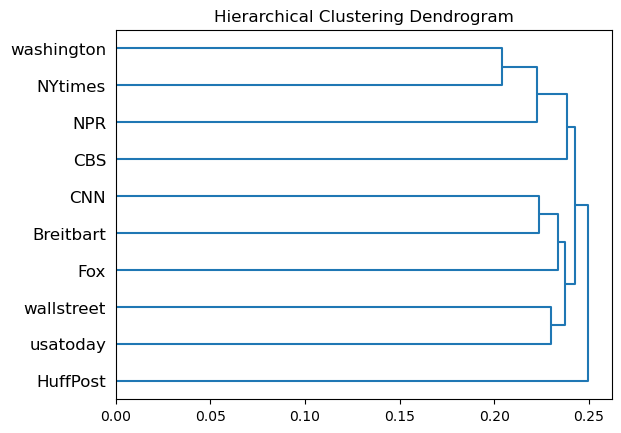 Hierarchical Clustering Dendrogram
washington
NYtimes
NPR
CBS
CNN
Breitbart
Fox
wallstreet
usatoday
HuffPost
0.00 0.05 0.10 0.15 0.20 0.25